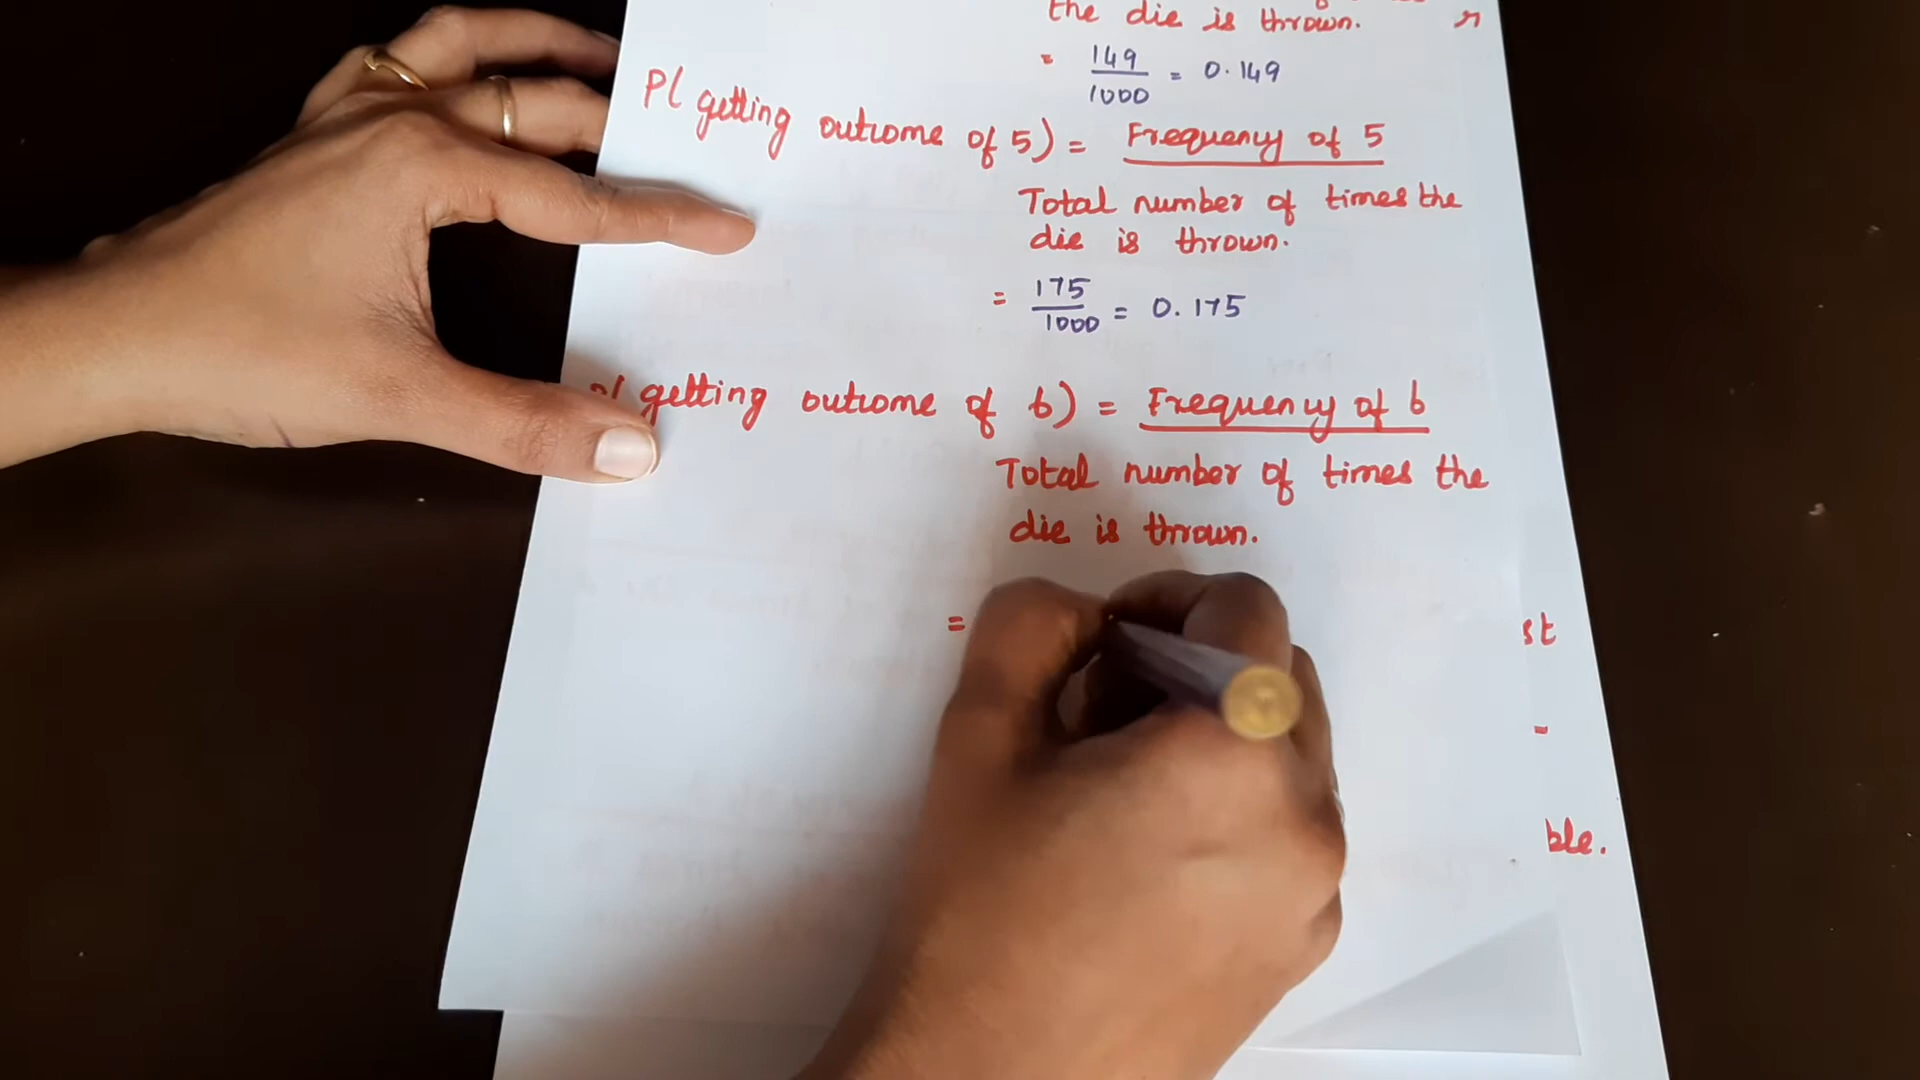 the die is thrown.
= 149/1000 = 0.149
P( getting outcome of 5) = Frequency of 5
Total number of times the
die is thrown.
= 175/1000 = 0.175
getting outcome of 6) = Frequency of 6
Total number of times the
die is thrown.
=
st
-
ble.